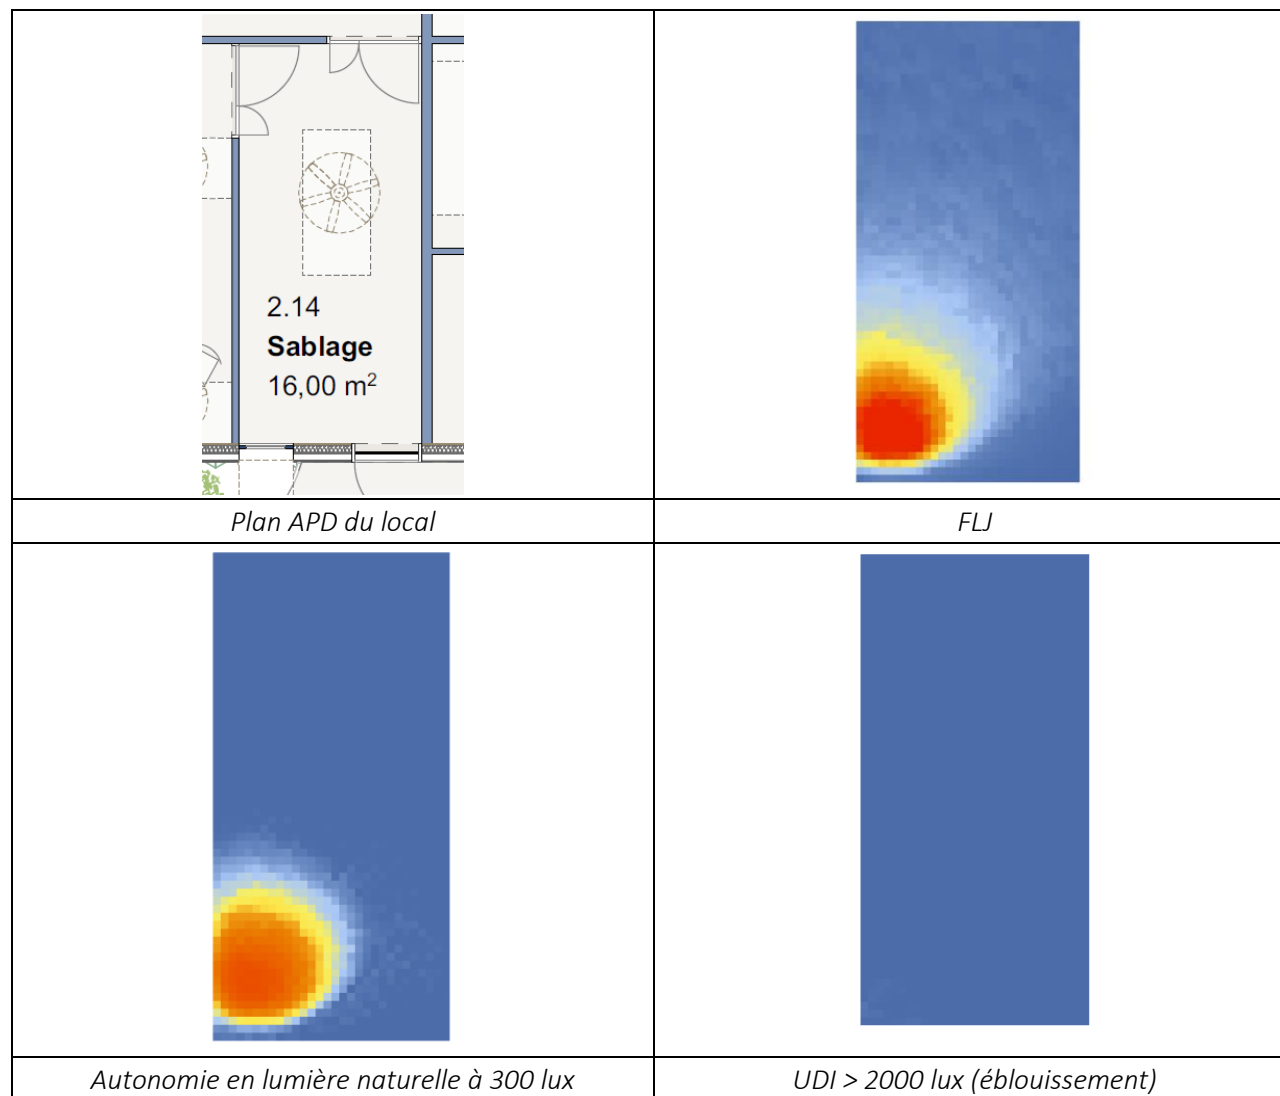 2.14
Sablage
16,00 m²
Plan APD du local
FLJ
Autonomie en lumière naturelle à 300 lux
UDI > 2000 lux (éblouissement)